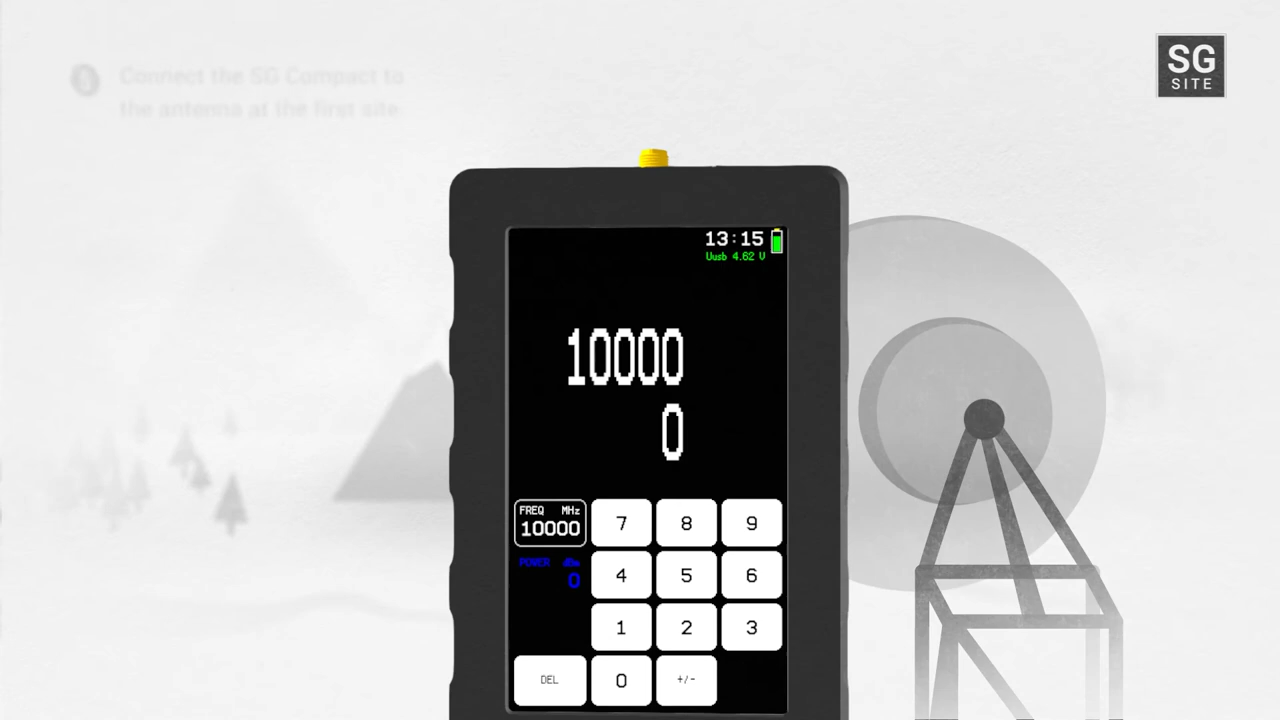 Connect the SG Compact to
the antenna at the first site
SG
SITE
13:15
Uusb 4.62 V
10000
0
FREQ MHz
10000
7 8 9
POWER dBm
0
4 5 6
1 2 3
DEL 0 +/-